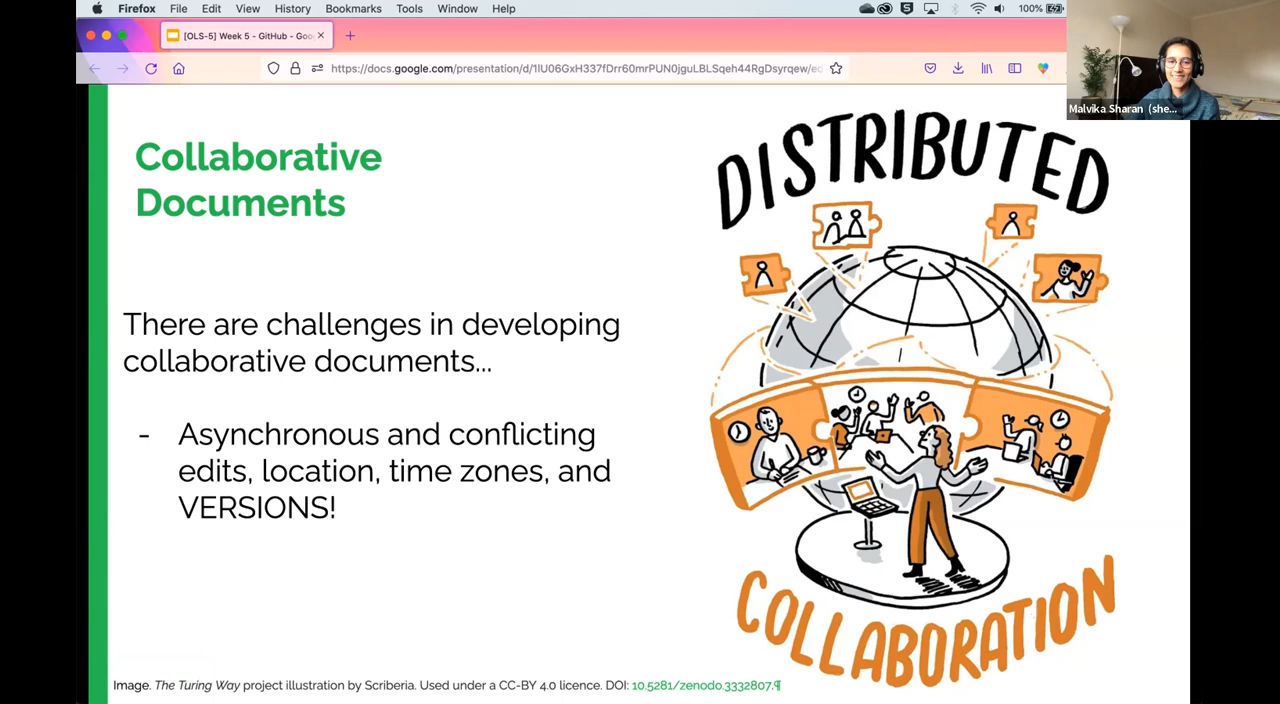 Firefox File Edit View History Bookmarks Tools Window Help 100%
[OLS-5] Week 5 - GitHub - Goo
https://docs.google.com/presentation/d/1IU06GxH337fDrr60mrPUN0jguLBLSqeh44RgDsyrqew/ed
Malvika Sharan (she...
Collaborative
Documents
DISTRIBUTED
There are challenges in developing
collaborative documents...
- Asynchronous and conflicting
edits, location, time zones, and
VERSIONS!
COLLABORATION
Image. The Turing Way project illustration by Scriberia. Used under a CC-BY 4.0 licence. DOI: 10.5281/zenodo.3332807.¶